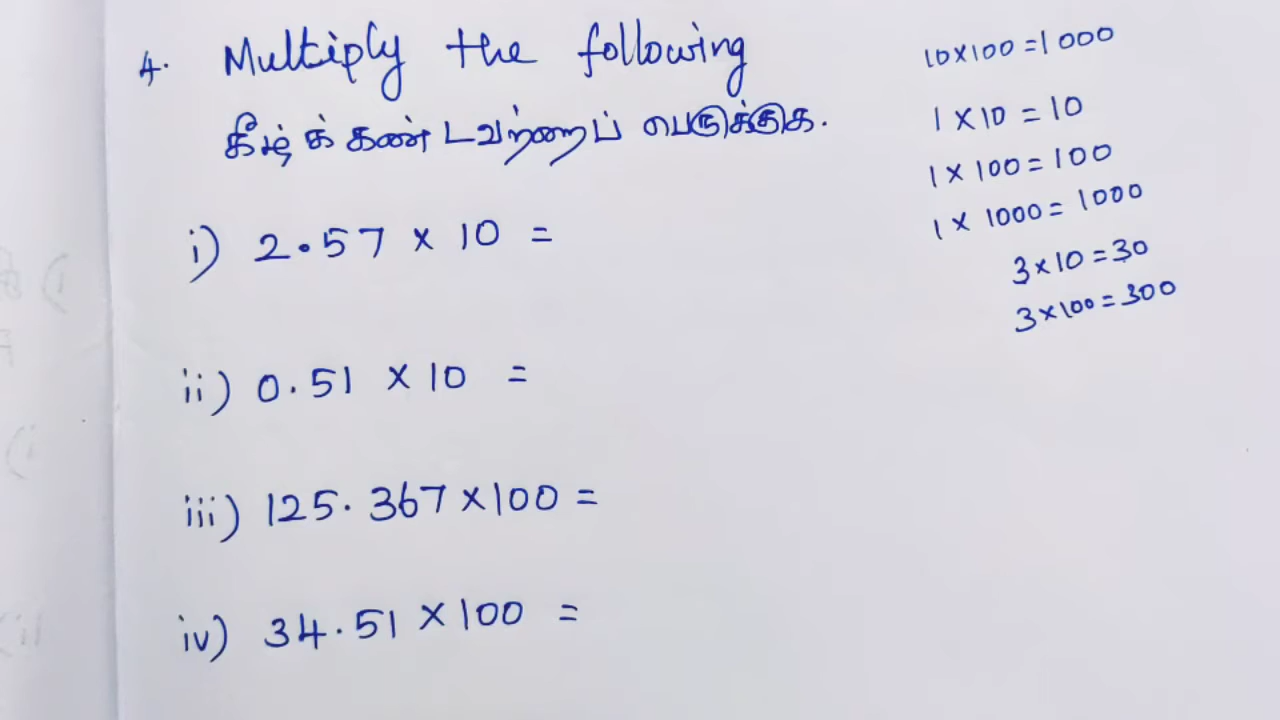 4. Multiply the following
கீழ்க் கண்டவற்றைப் பெருக்குக.
i) 2.57 × 10 =
ii) 0.51 × 10 =
iii) 125.367 × 100 =
iv) 34.51 × 100 =
10×100 = 1000
1 × 10 = 10
1 × 100 = 100
1 × 1000 = 1000
3 × 10 = 30
3 × 100 = 300